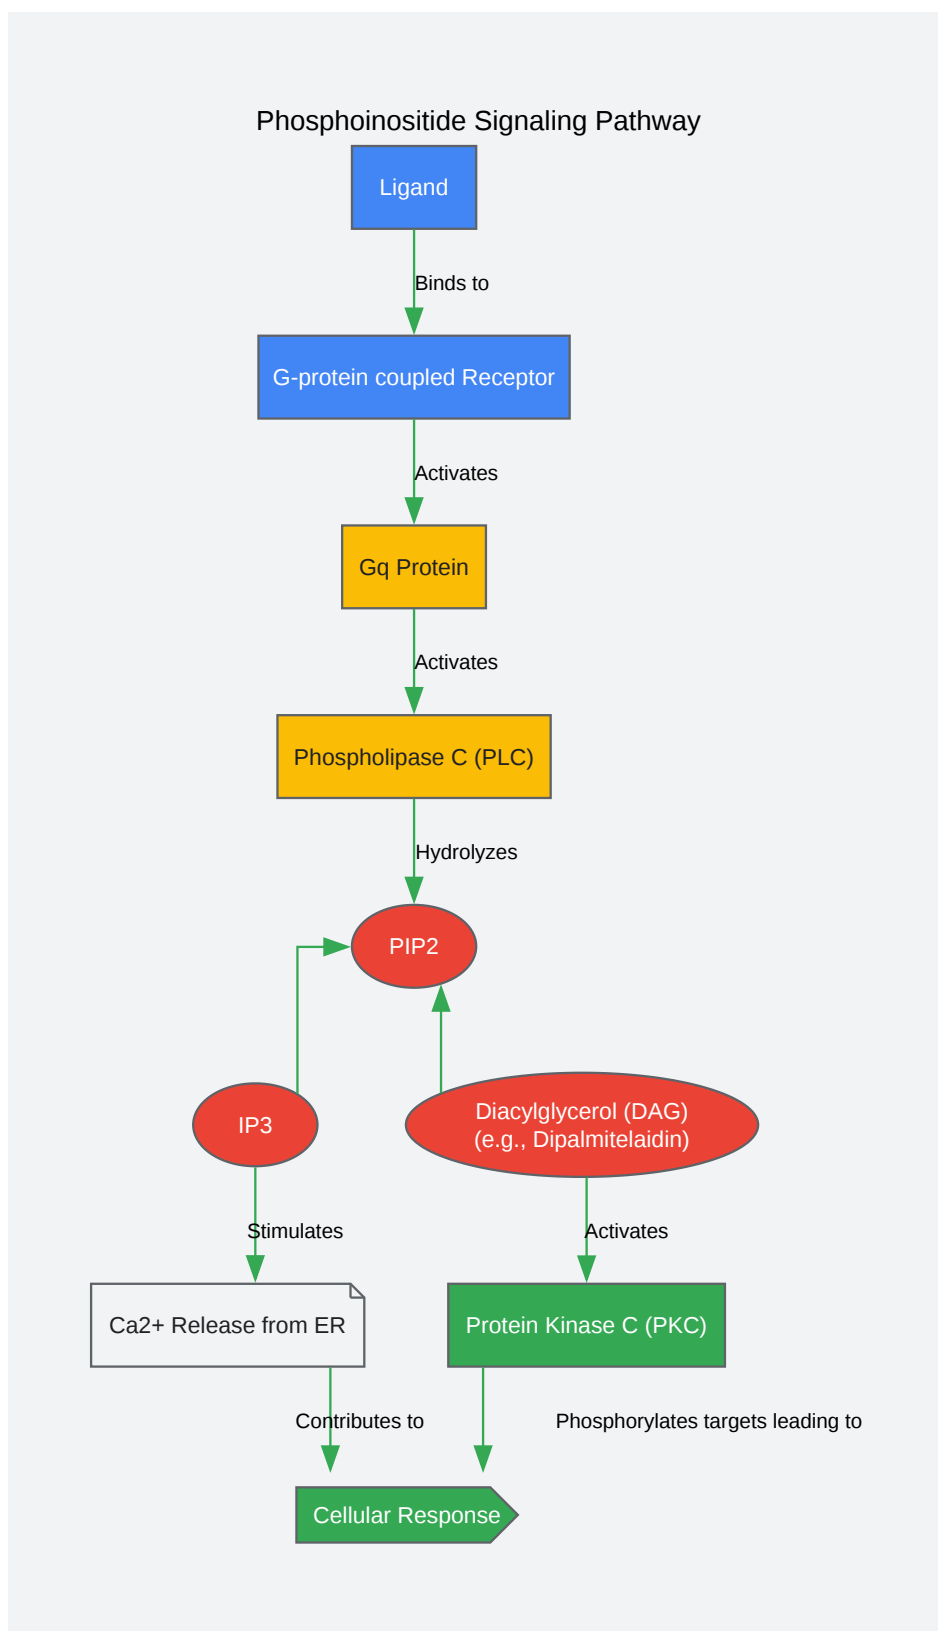 Phosphoinositide Signaling Pathway
Ligand
Binds to
G-protein coupled Receptor
Activates
Gq Protein
Activates
Phospholipase C (PLC)
Hydrolyzes
PIP2
IP3
Diacylglycerol (DAG)
(e.g., Dipalmitelaidin)
Stimulates
Activates
Ca2+ Release from ER
Protein Kinase C (PKC)
Contributes to
Phosphorylates targets leading to
Cellular Response